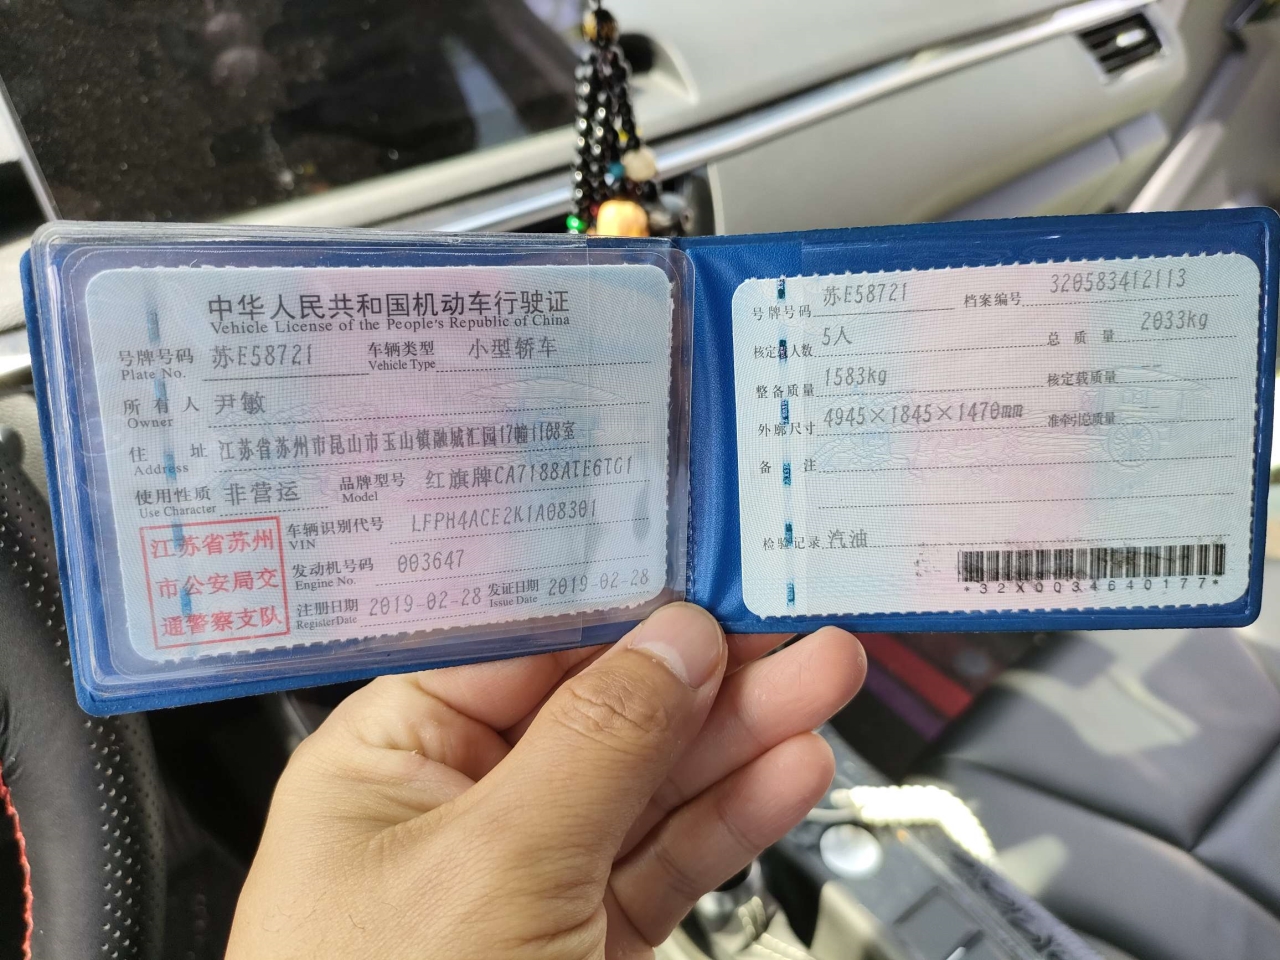 中华人民共和国机动车行驶证
Vehicle License of the People's Republic of China
号牌号码 苏E58721 车辆类型 小型轿车
Plate No. Vehicle Type
所有人 尹敏
Owner
住址 江苏省苏州市昆山市玉山镇融城汇园17幢1108室
Address
使用性质 非营运 品牌型号 红旗牌CA7188ATE6TG1
Use Character Model
车辆识别代号 LFPH4ACE2K1A08301
VIN
发动机号码 003647
Engine No.
注册日期 2019-02-28 发证日期 2019-02-28
Register Date Issue Date
江苏省苏州
市公安局交
通警察支队
号牌号码 苏E58721 档案编号 320583412113
核定载人数 5人 总质量 2033kg
整备质量 1583kg 核定载质量 --
外廓尺寸 4945×1845×1470mm 准牵引总质量 --
备注
检验记录 汽油
*32X0034640177*